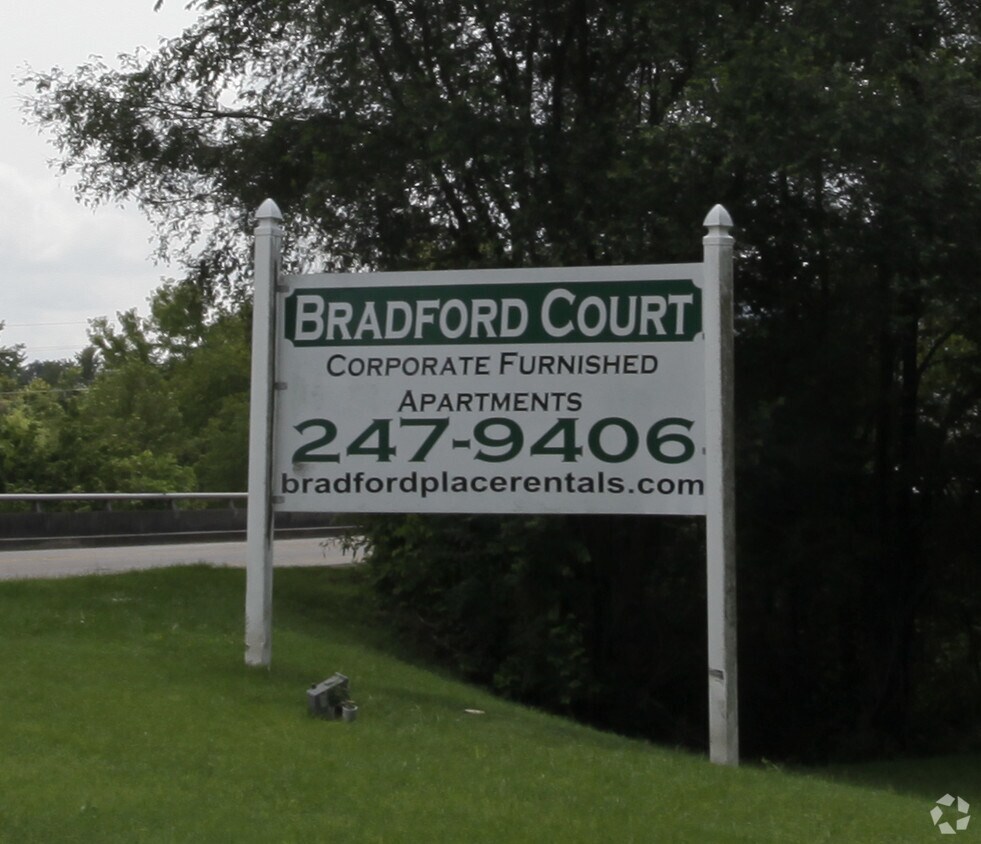 BRADFORD COURT
CORPORATE FURNISHED
APARTMENTS
247-9406
bradfordplacerentals.com